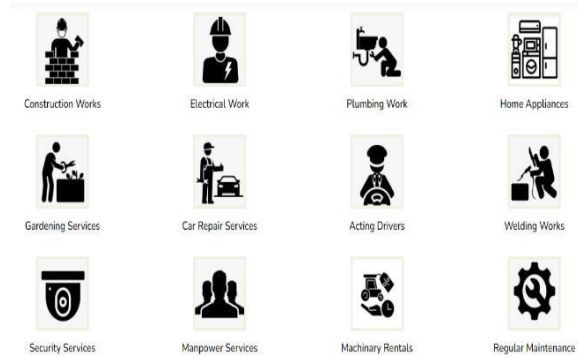 Construction Works
Electrical Work
Plumbing Work
Home Appliances
Gardening Services
Car Repair Services
Acting Drivers
Welding Works
Security Services
Manpower Services
Machinary Rentals
Regular Maintenance